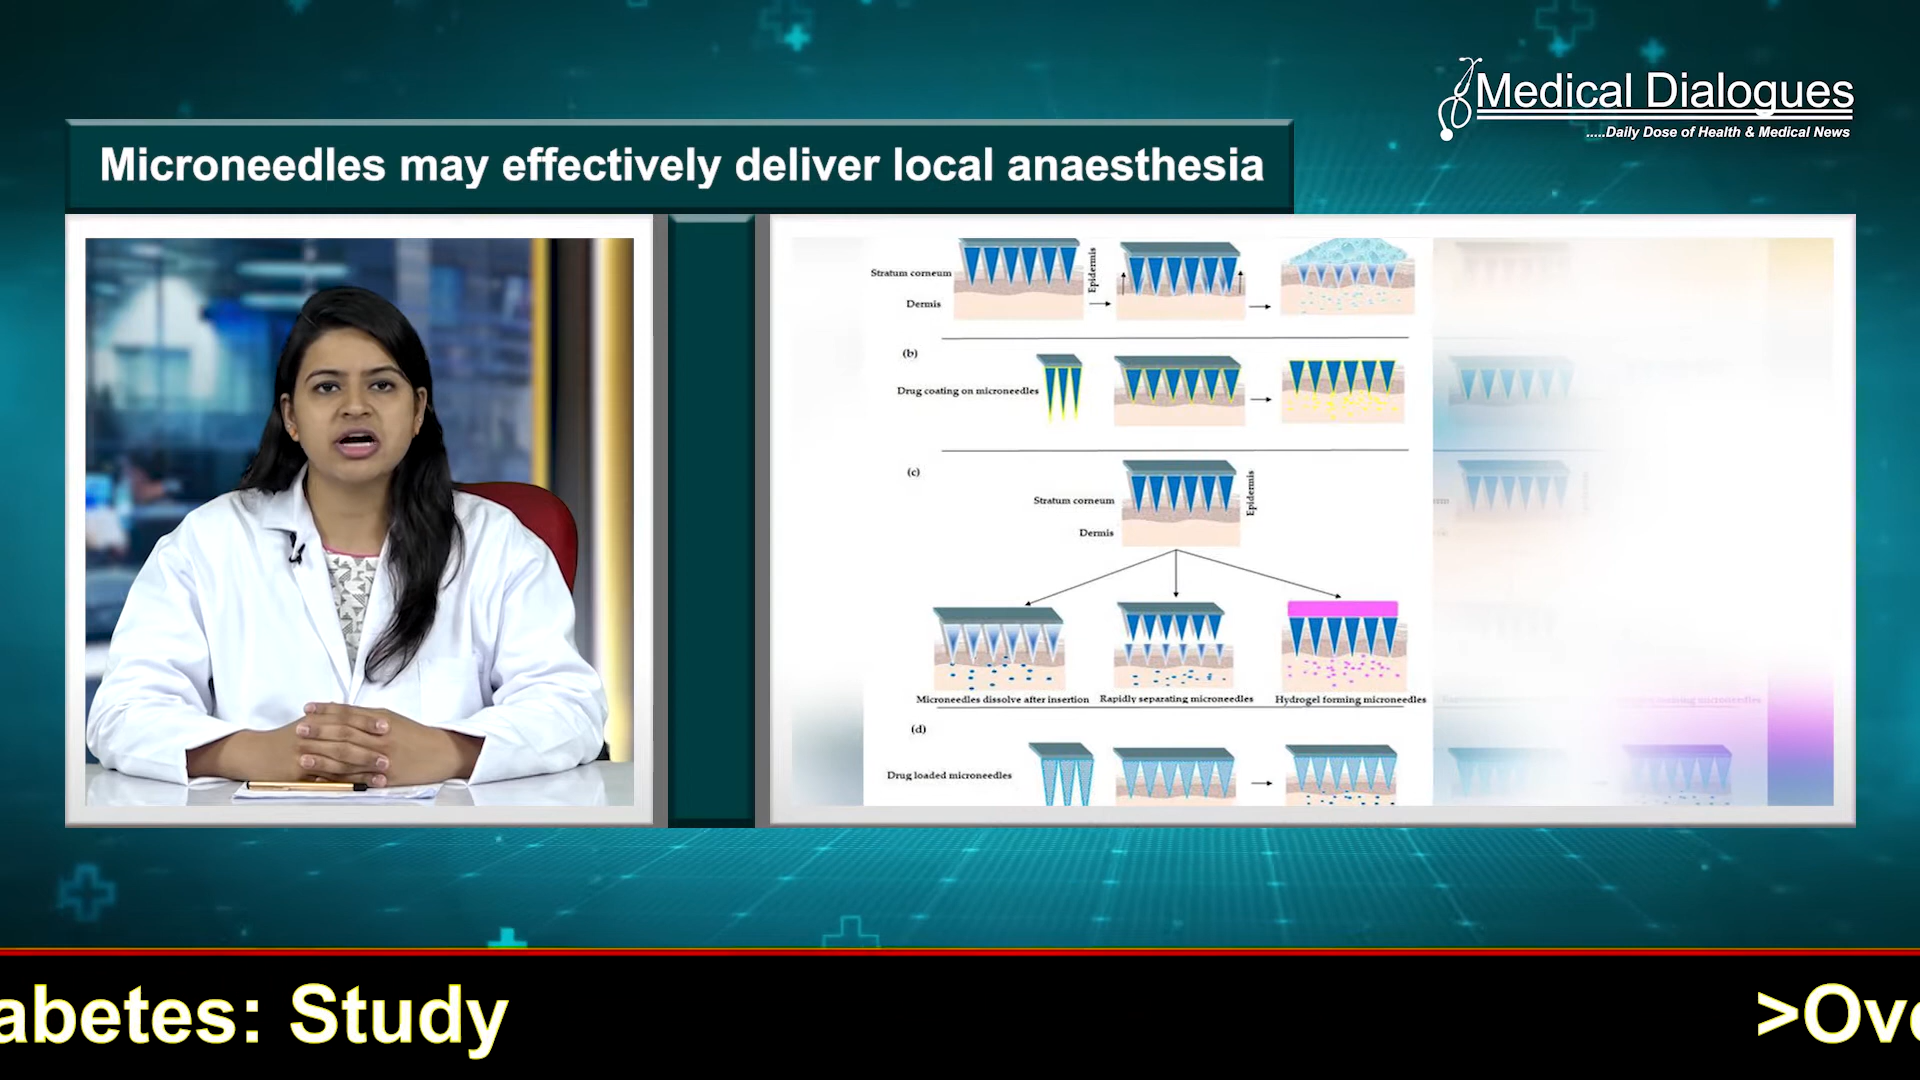 Medical Dialogues
.....Daily Dose of Health & Medical News
Microneedles may effectively deliver local anaesthesia
Stratum corneum
Epidermis
Dermis
(b)
Drug coating on microneedles
(c)
Stratum corneum
Epidermis
Dermis
Microneedles dissolve after insertion
Rapidly separating microneedles
Hydrogel forming microneedles
(d)
Drug loaded microneedles
abetes: Study
>Ove